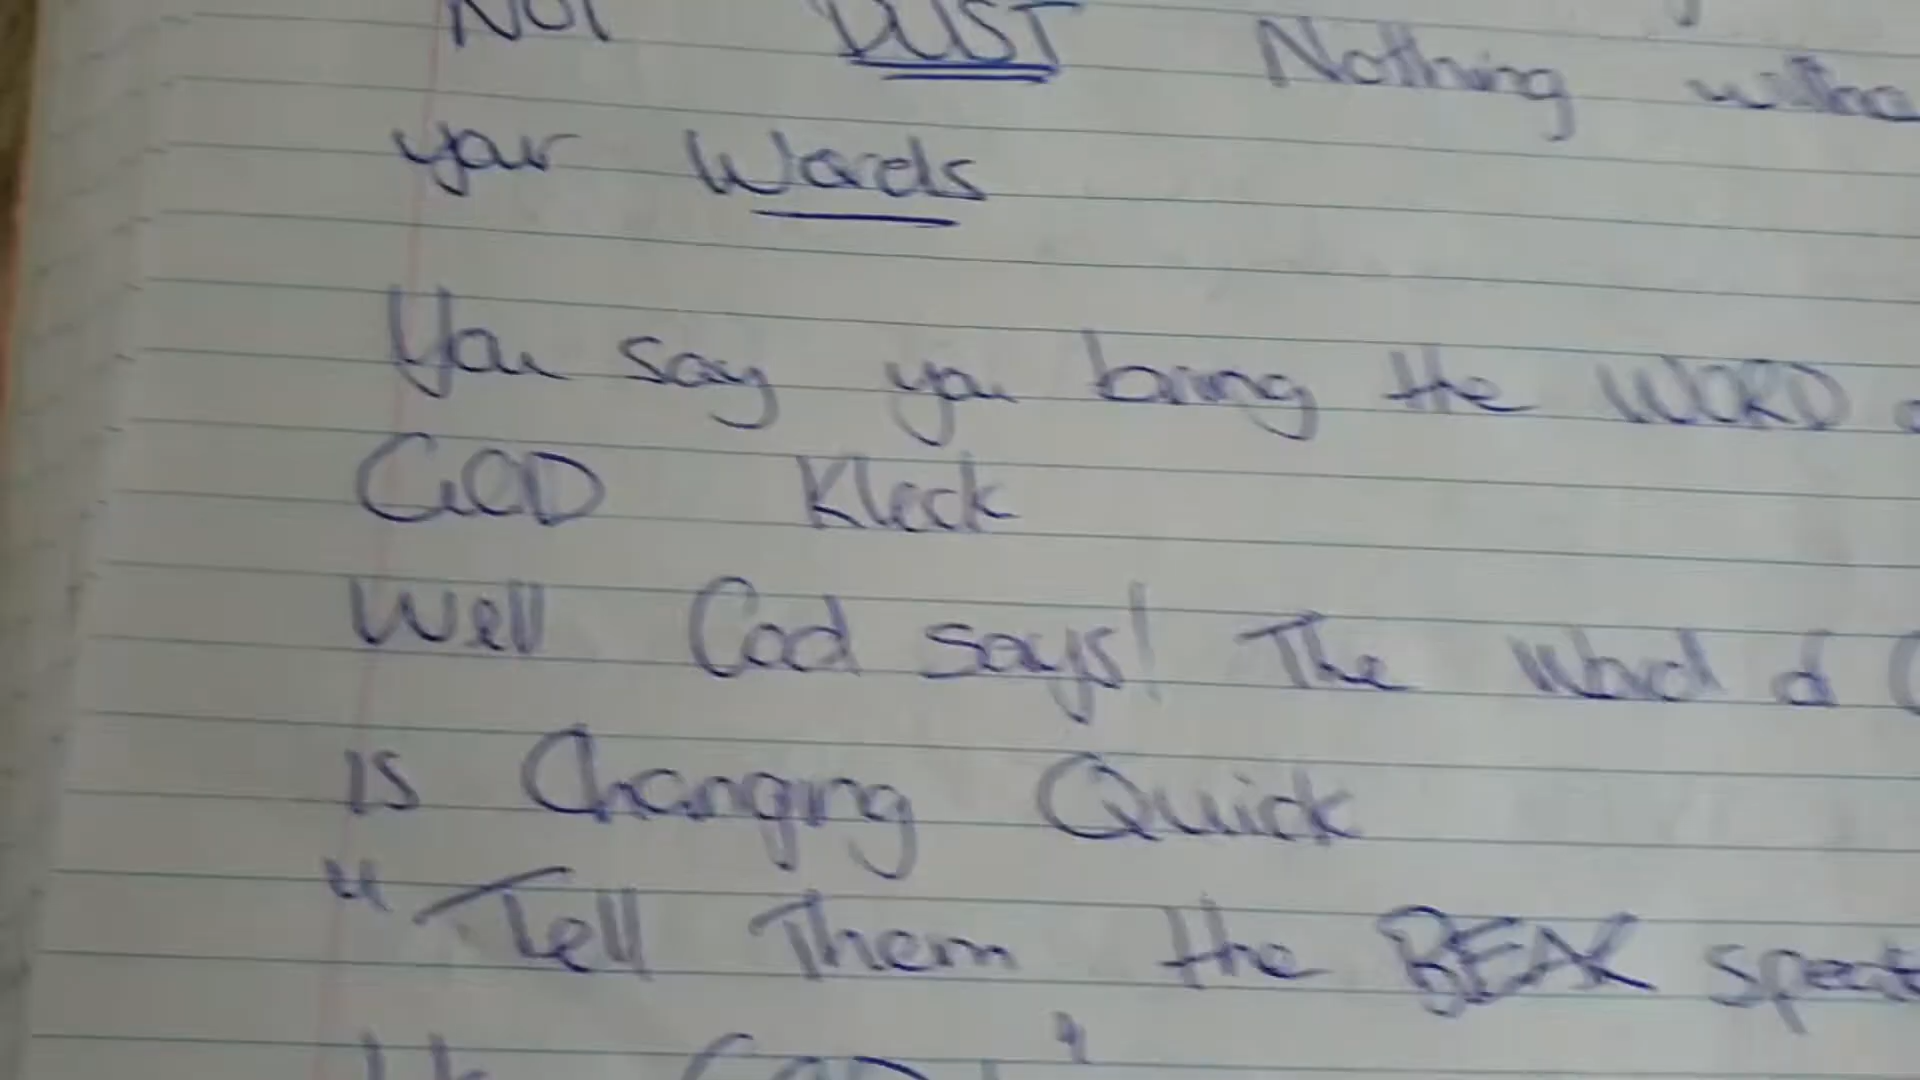 Not DUST Nothing
your Words
You say you bring the WORD
GOD Kleck
Well God says! The Word of
is Changing Quick
"Tell Them the BEAK